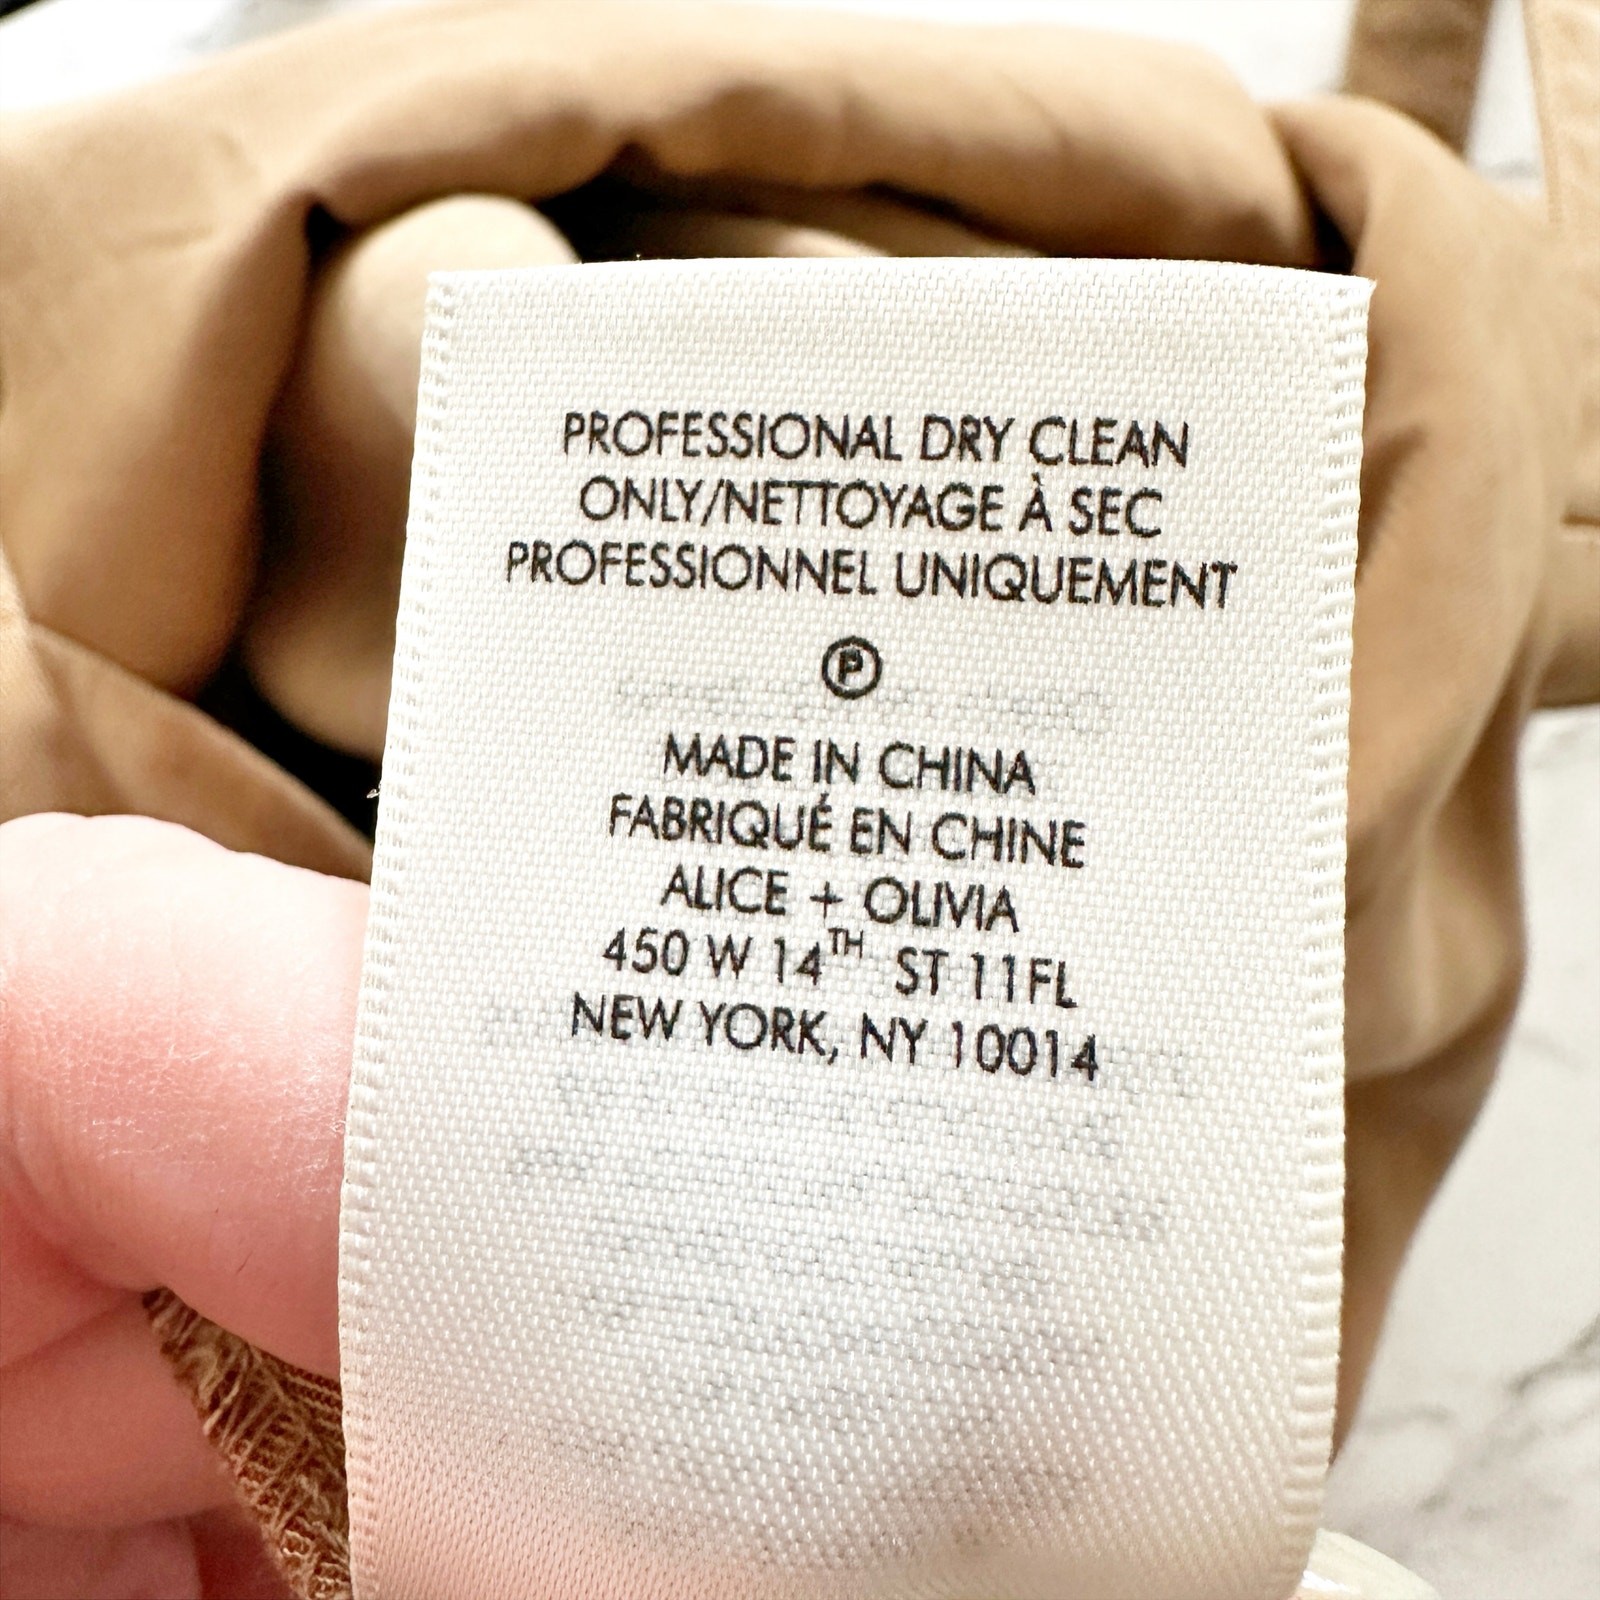 PROFESSIONAL DRY CLEAN
ONLY/NETTOYAGE À SEC
PROFESSIONNEL UNIQUEMENT
P
MADE IN CHINA
FABRIQUÉ EN CHINE
ALICE + OLIVIA
450 W 14TH ST 11FL
NEW YORK, NY 10014